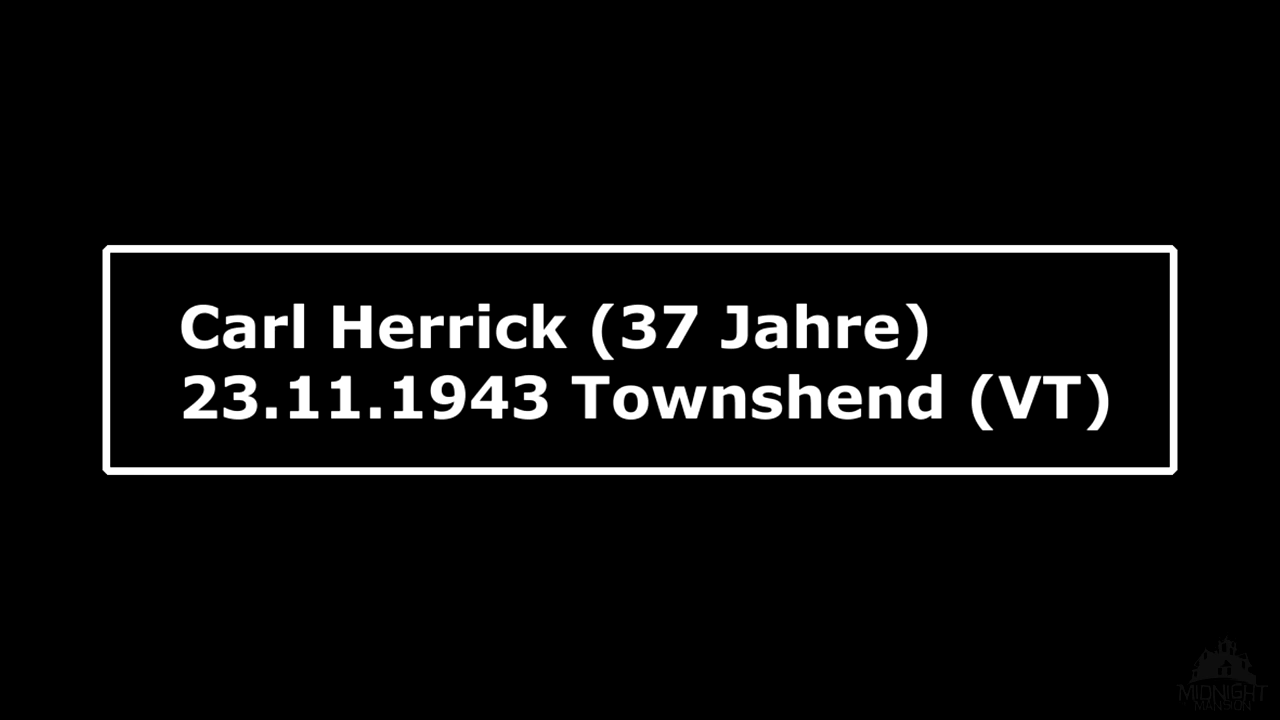 Carl Herrick (37 Jahre)
23.11.1943 Townshend (VT)
MIDNIGHT
MANSION